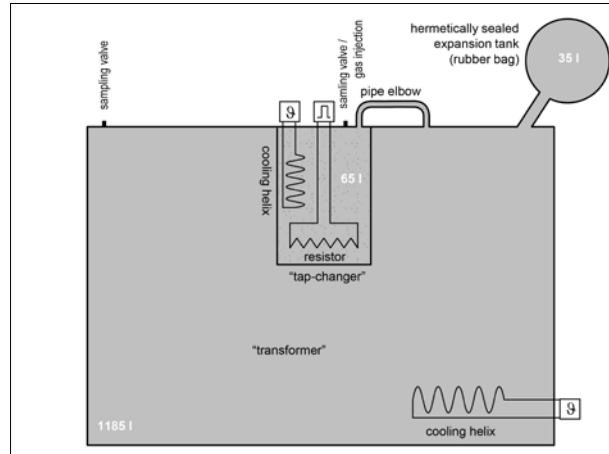 hermetically sealed
expansion tank
(rubber bag)
35 l
sampling valve
samling valve /
gas injection
pipe elbow
ϑ
cooling helix
65 l
resistor
"tap-changer"
"transformer"
1185 l
cooling helix
ϑ